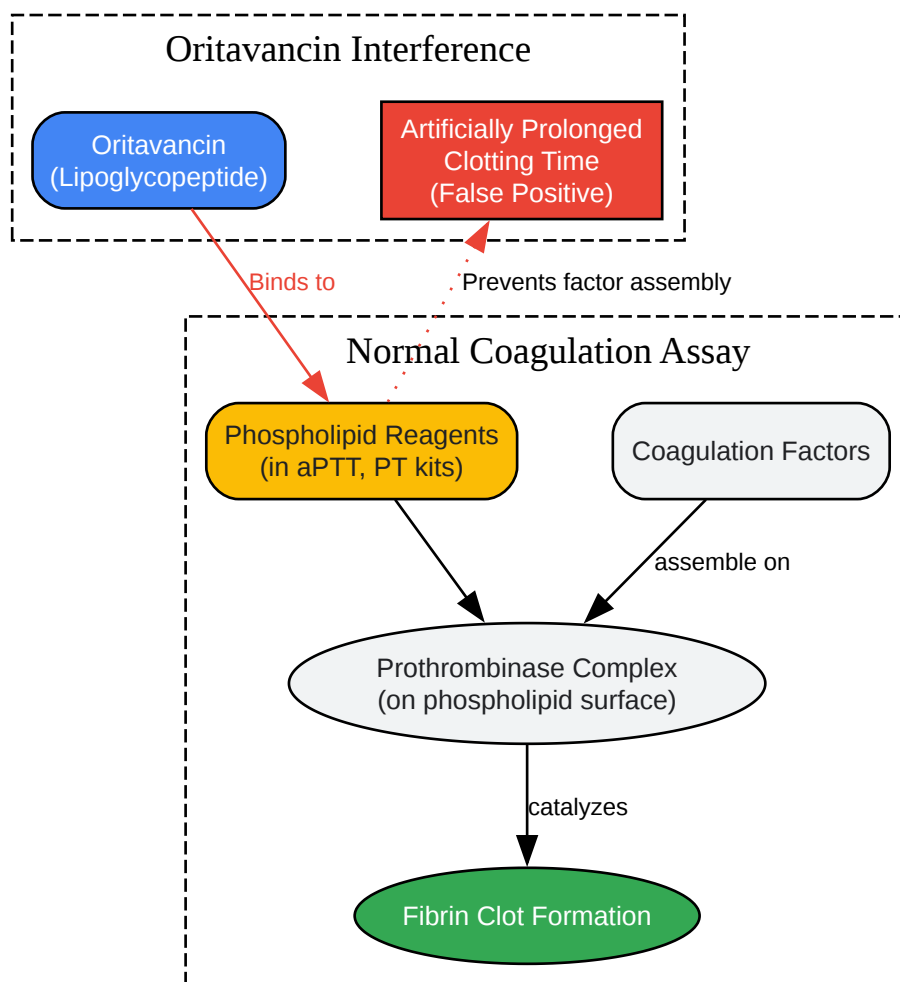 Oritavancin Interference
Oritavancin
(Lipoglycopeptide)
Artificially Prolonged
Clotting Time
(False Positive)
Binds to
Prevents factor assembly
Normal Coagulation Assay
Phospholipid Reagents
(in aPTT, PT kits)
Coagulation Factors
assemble on
Prothrombinase Complex
(on phospholipid surface)
catalyzes
Fibrin Clot Formation